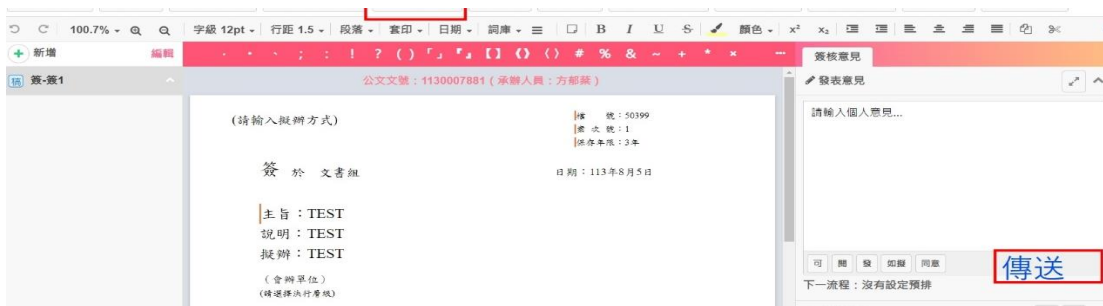 100.7% 字級 12pt 行距 1.5 段落 套印 日期 詞庫 B I U S 顏色 x² x₂
新增 編輯 · 、 ; : ! ? ( ) 「」 『』 【】 《》 〈〉 # % & ~ + * × ··· 簽核意見
稿 簽-簽1
公文文號：1130007881 ( 承辦人員：方郁葉 )
發表意見
請輸入個人意見...
(請輸入擬辦方式)
檔 號：50399
案 次 號：1
保存年限：3年
簽 於 文書組
日期：113年8月5日
主旨：TEST
說明：TEST
擬辦：TEST
(會辦單位)
(請選擇決行層級)
可 閱 發 如擬 同意
傳送
下一流程：沒有設定預排